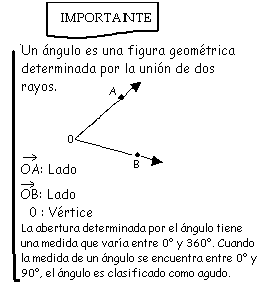 IMPORTANTE
Un ángulo es una figura geométrica
determinada por la unión de dos
rayos.
A
0
B
OA: Lado
OB: Lado
0 : Vértice
La abertura determinada por el ángulo tiene
una medida que varía entre 0° y 360°. Cuando
la medida de un ángulo se encuentra entre 0° y
90°, el ángulo es clasificado como agudo.